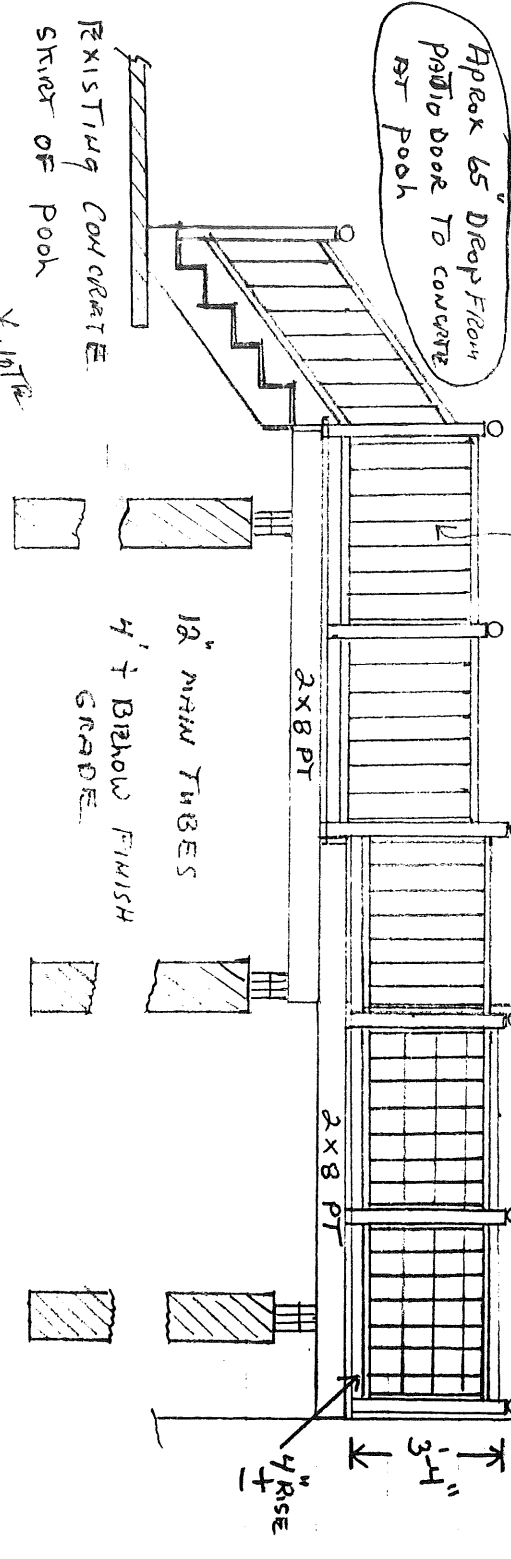 Aprox 65" DROP FROM
PATIO DOOR TO CONCRETE
AT POOL
EXISTING CONCRETE
SKIRT OF POOL
2X8 PT
2X8 PT
12" MAIN TUBES
4' ± BELOW FINISH
GRADE
3'-4"
4" RISE
±